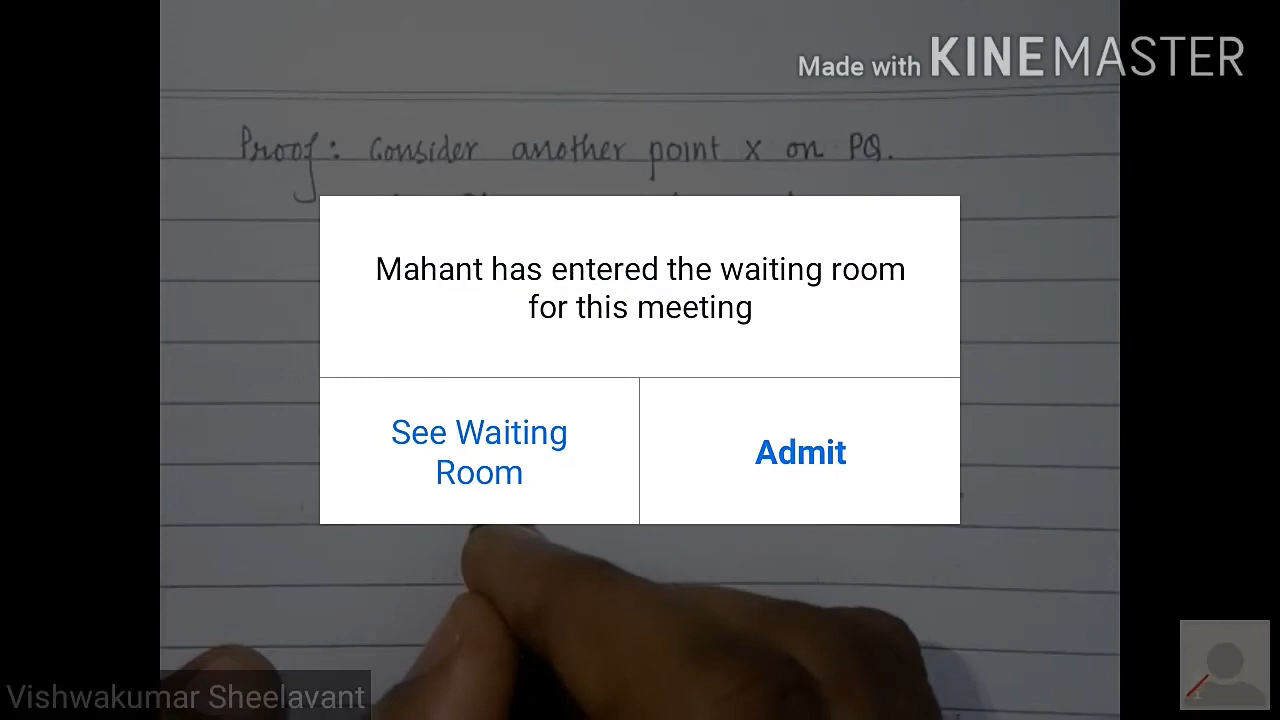 Made with KINEMASTER
Proof: Consider another point x on PQ.
Mahant has entered the waiting room
for this meeting
See Waiting
Room
Admit
Vishwakumar Sheelavant